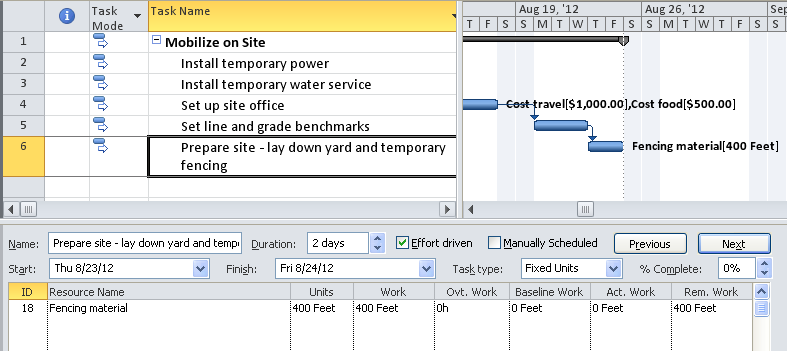 Task Mode Task Name Aug 19, '12 Aug 26, '12 Sep
T F S S M T W T F S S M T W T F S S
1 Mobilize on Site
2 Install temporary power
3 Install temporary water service
4 Set up site office Cost travel[$1,000.00],Cost food[$500.00]
5 Set line and grade benchmarks
6 Prepare site - lay down yard and temporary fencing Fencing material[400 Feet]
Name: Prepare site - lay down yard and temp Duration: 2 days Effort driven Manually Scheduled Previous Next
Start: Thu 8/23/12 Finish: Fri 8/24/12 Task type: Fixed Units % Complete: 0%
ID Resource Name Units Work Ovt. Work Baseline Work Act. Work Rem. Work
18 Fencing material 400 Feet 400 Feet 0h 0 Feet 0 Feet 400 Feet